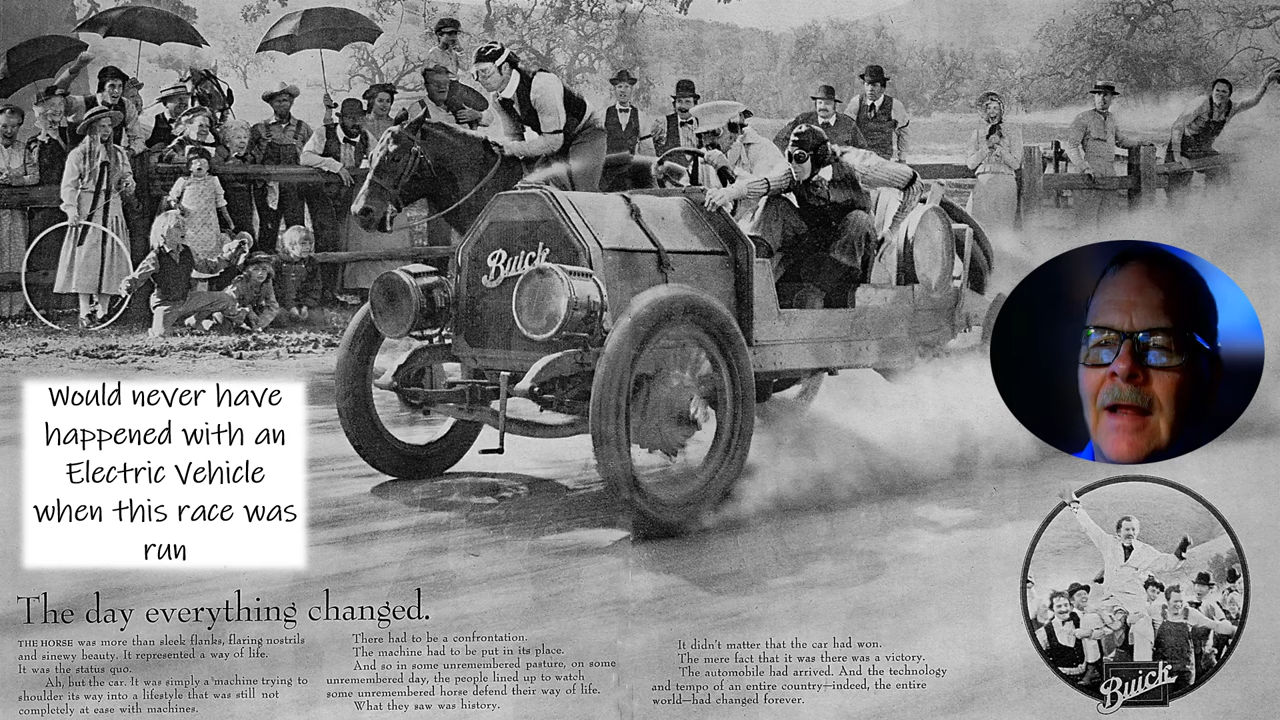 Buick
Would never have
happened with an
Electric Vehicle
when this race was
run
The day everything changed.
THE HORSE was more than sleek flanks, flaring nostrils
and sinewy beauty. It represented a way of life.
It was the status quo.
Ah, but the car. It was simply a machine trying to
shoulder its way into a lifestyle that was still not
completely at ease with machines.
There had to be a confrontation.
The machine had to be put in its place.
And so in some unremembered pasture, on some
unremembered day, people lined up to watch
some unremembered horse defend their way of life.
What they saw was history.
It didn't matter that the car had won.
The mere fact that it was there was a victory.
The automobile had arrived. And the technology
and tempo of an entire country—indeed, the entire
world—had changed forever.
Buick